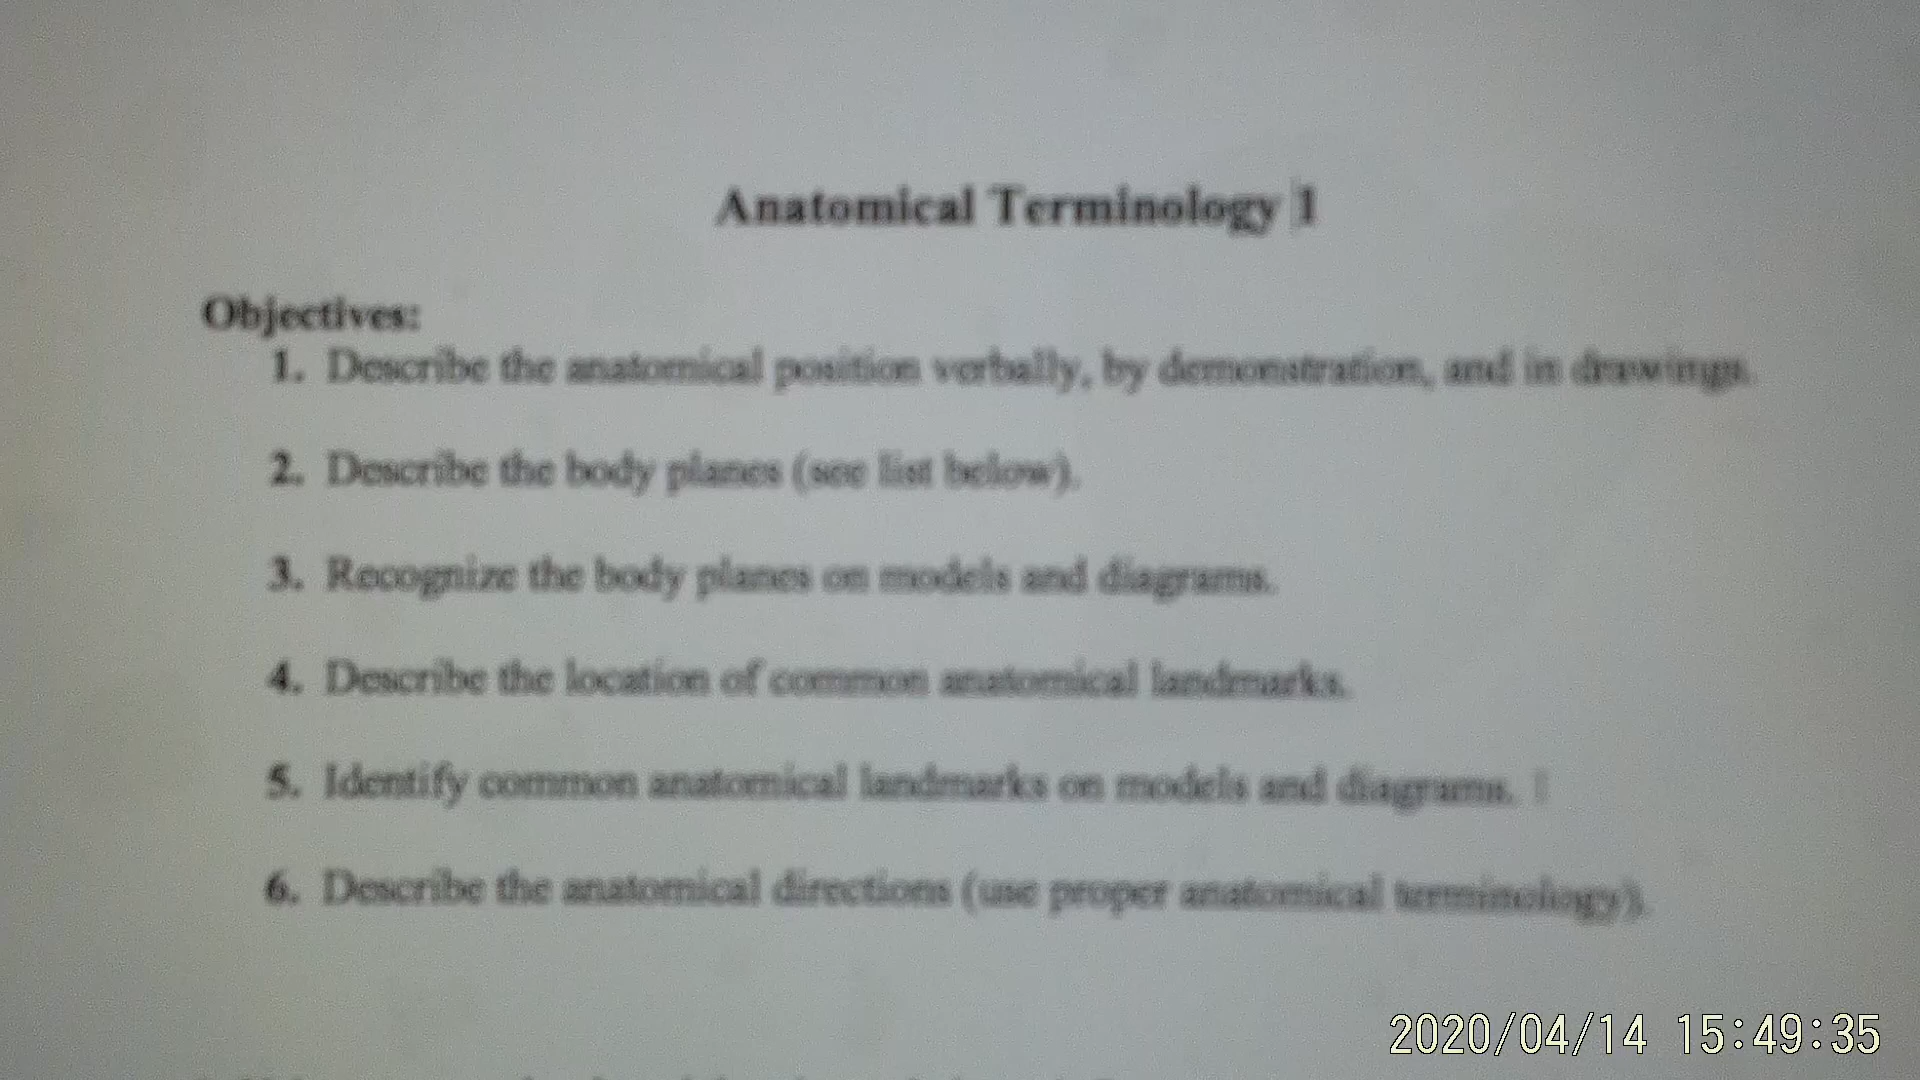 Anatomical Terminology 1
Objectives:
1. Describe the anatomical position verbally, by demonstration, and in drawings.
2. Describe the body planes (see list below).
3. Recognize the body planes on models and diagrams.
4. Describe the location of common anatomical landmarks.
5. Identify common anatomical landmarks on models and diagrams.
6. Describe the anatomical directions (use proper anatomical terminology).
2020/04/14 15:49:35